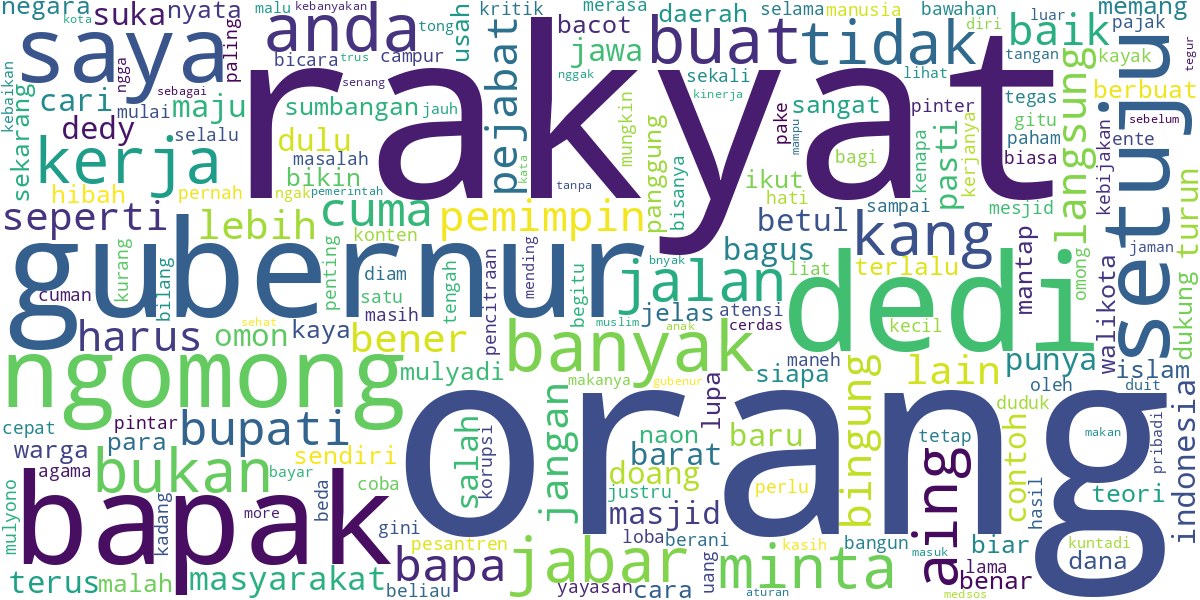 negara
suka
nyata
malu
kebanyakan
kritik
merasa
selama
manusia
bawahan
luar
memang
kota
saya
paling
anda
tong
usah
bacot
daerah
diri
pajak
baik
bicara
campur
jawa
buat
tidak
tangan
kayak
tegur
ngga
trus
rakyat
kebaikan
cari
sebagai
maju
senang
nggak
sekali
lihat
berbuat
mulai
sumbangan
jauh
kinerja
sangat
pinter
tegas
gitu
sebelum
setuju
sekarang
dedy
selalu
dulu
pejabat
mungkin
pake
mampu
paham
ente
kerja
masalah
kata
bagi
kenapa
pasti
kerjanya
biasa
langsung
kebijakan
hibah
pernah
bikin
ngak
pemerintah
tanpa
panggung
bisanya
ikut
hati
sampai
mesjid
turun
seperti
lebih
cuma
pemimpin
betul
kang
mantap
gubernur
kurang
bilang
penting
konten
tengah
mending
begitu
bnyak
bagus
jaman
omong
walikota
dukung
diam
jalan
liat
terlalu
cuman
satu
masih
pencitraan
jelas
atensi
dedi
harus
omon
sehat
kaya
bener
muslim
cerdas
kecil
banyak
anak
maneh
punya
islam
ngomong
mulyadi
makanya
gubenur
siapa
lain
oleh
duit
indonesia
lupa
bingung
duduk
cepat
pintar
bupati
orang
salah
korupsi
jangan
naon
baru
tetap
contoh
makan
pribadi
warga
para
sendiri
barat
agama
bukan
bayar
coba
doang
aing
teori
mulyono
kadang
bapak
more
beda
justru
perlu
hasil
masjid
gini
loba
berani
kasih
bangun
biar
kuntadi
pesantren
jabar
masuk
lama
dana
terus
malah
masyarakat
bapa
yayasan
cara
uang
minta
benar
beliau
aturan
medsos